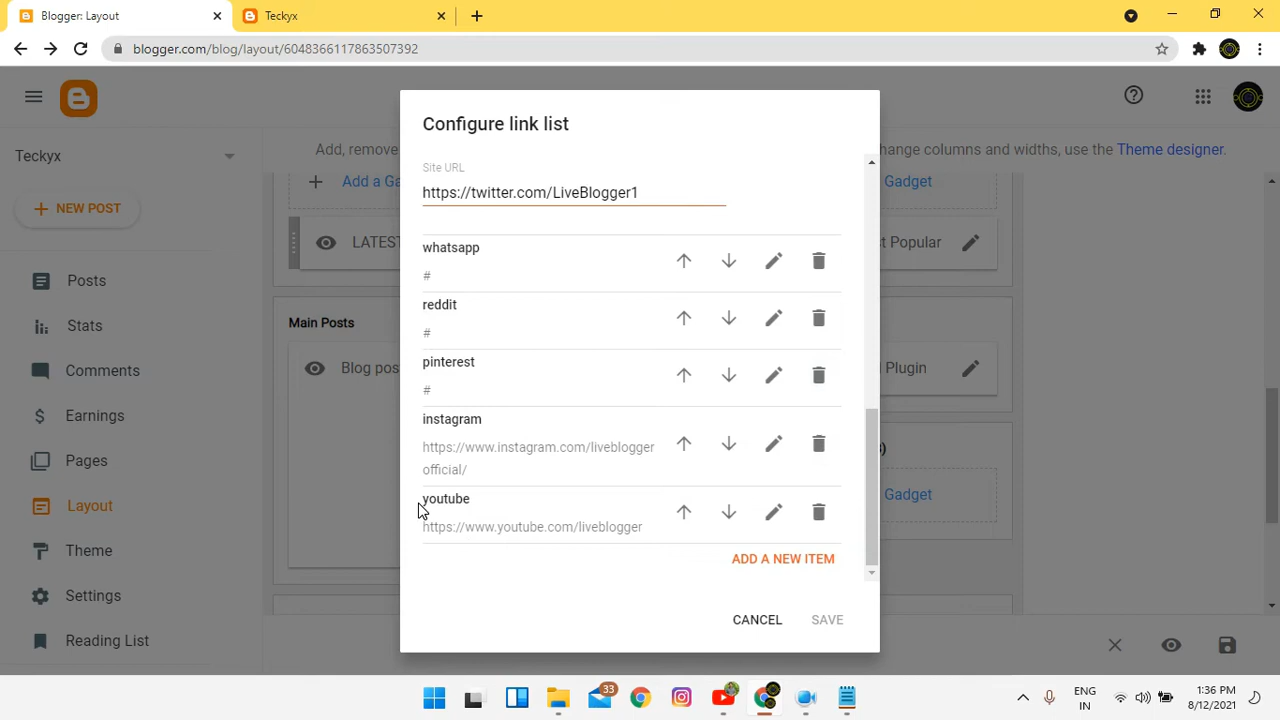 Blogger: Layout
Teckyx
blogger.com/blog/layout/6048366117863507392
Teckyx
Add, remove
change columns and widths, use the Theme designer.
NEW POST
Add a Ga
Gadget
LATEST
st Popular
Posts
Stats
Comments
Earnings
Pages
Layout
Theme
Settings
Reading List
Main Posts
Blog pos
d Plugin
3)
Gadget
Configure link list
Site URL
https://twitter.com/LiveBlogger1
whatsapp
#
reddit
#
pinterest
#
instagram
https://www.instagram.com/liveblogger
official/
youtube
https://www.youtube.com/liveblogger
ADD A NEW ITEM
CANCEL
SAVE
33
ENG
IN
1:36 PM
8/12/2021